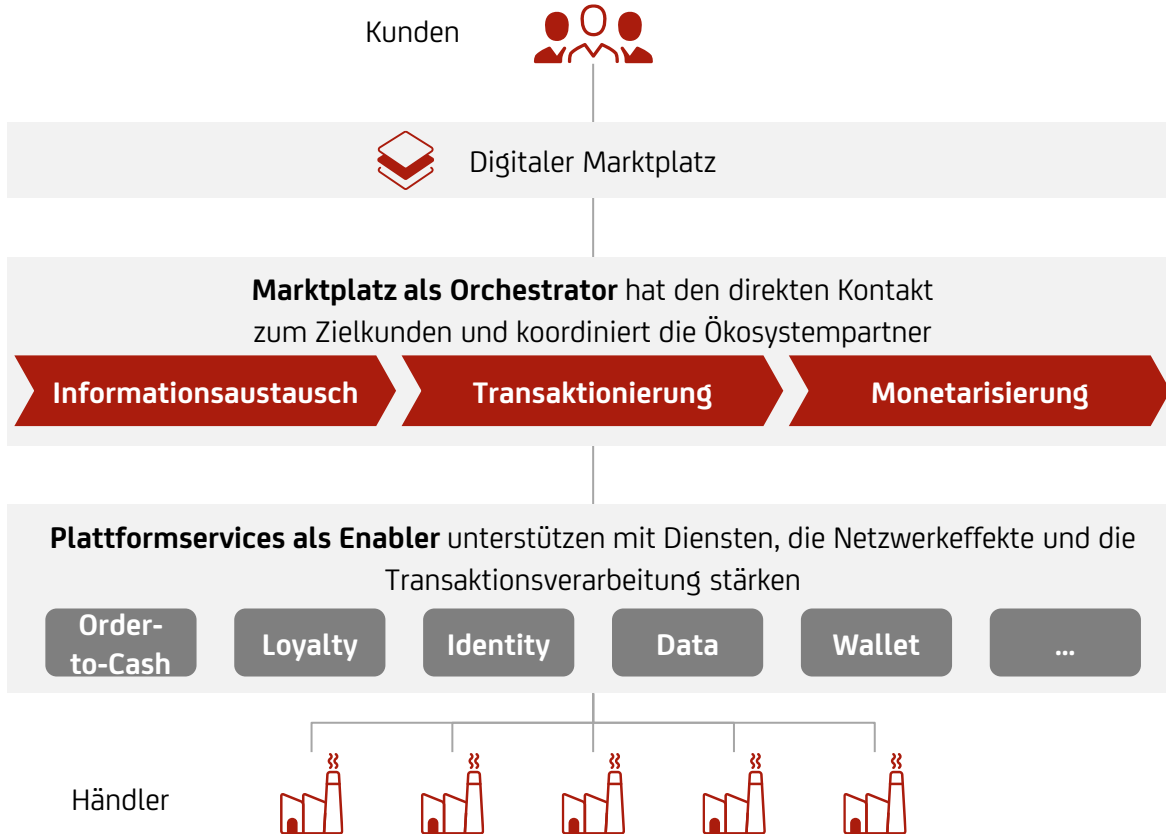 Kunden
Digitaler Marktplatz
Marktplatz als Orchestrator hat den direkten Kontakt
zum Zielkunden und koordiniert die Ökosystempartner
Informationsaustausch
Transaktionierung
Monetarisierung
Plattformservices als Enabler unterstützen mit Diensten, die Netzwerkeffekte und die
Transaktionsverarbeitung stärken
Order-
to-Cash
Loyalty
Identity
Data
Wallet
...
Händler